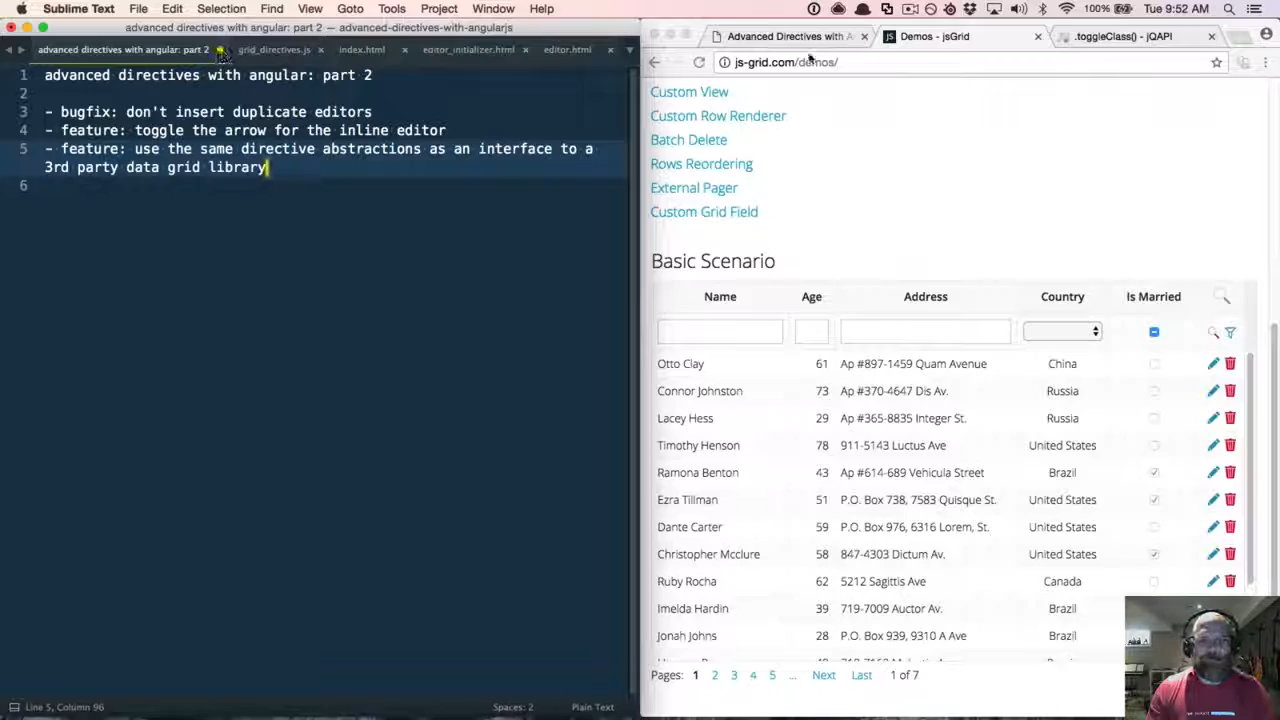 Sublime Text File Edit Selection Find View Goto Tools Project Window Help 100% Tue 9:52 AM
advanced directives with angular: part 2 — advanced-directives-with-angularjs
advanced directives with angular: part 2 grid_directives.js index.html editor_initializer.html editor.html
Advanced Directives with A Demos - jsGrid .toggleClass() - jQAPI
js-grid.com/demos/
1 advanced directives with angular: part 2
2
3 - bugfix: don't insert duplicate editors
4 - feature: toggle the arrow for the inline editor
5 - feature: use the same directive abstractions as an interface to a
3rd party data grid library
6
Custom View
Custom Row Renderer
Batch Delete
Rows Reordering
External Pager
Custom Grid Field
Basic Scenario
Name Age Address Country Is Married
Otto Clay 61 Ap #897-1459 Quam Avenue China
Connor Johnston 73 Ap #370-4647 Dis Av. Russia
Lacey Hess 29 Ap #365-8835 Integer St. Russia
Timothy Henson 78 911-5143 Luctus Ave United States
Ramona Benton 43 Ap #614-689 Vehicula Street Brazil
Ezra Tillman 51 P.O. Box 738, 7583 Quisque St. United States
Dante Carter 59 P.O. Box 976, 6316 Lorem, St. United States
Christopher Mcclure 58 847-4303 Dictum Av. United States
Ruby Rocha 62 5212 Sagittis Ave Canada
Imelda Hardin 39 719-7009 Auctor Av. Brazil
Jonah Johns 28 P.O. Box 939, 9310 A Ave Brazil
Pages: 1 2 3 4 5 ... Next Last 1 of 7
Line 5, Column 96 Spaces: 2 Plain Text